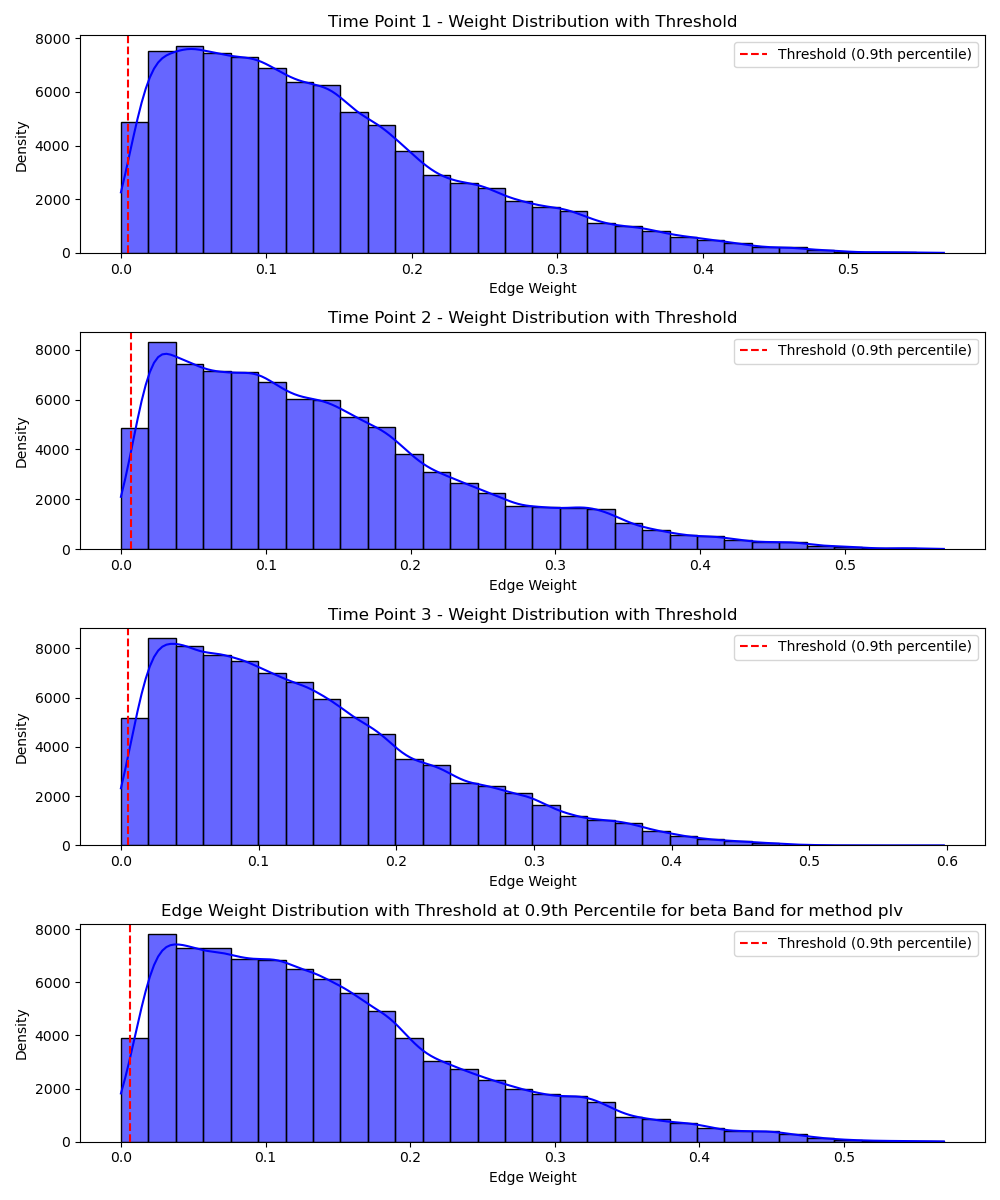 Time Point 1 - Weight Distribution with Threshold
Threshold (0.9th percentile)
8000
6000
4000
2000
0
Density
0.0 0.1 0.2 0.3 0.4 0.5
Edge Weight
Time Point 2 - Weight Distribution with Threshold
Threshold (0.9th percentile)
8000
6000
4000
2000
0
Density
0.0 0.1 0.2 0.3 0.4 0.5
Edge Weight
Time Point 3 - Weight Distribution with Threshold
Threshold (0.9th percentile)
8000
6000
4000
2000
0
Density
0.0 0.1 0.2 0.3 0.4 0.5 0.6
Edge Weight
Edge Weight Distribution with Threshold at 0.9th Percentile for beta Band for method plv
Threshold (0.9th percentile)
8000
6000
4000
2000
0
Density
0.0 0.1 0.2 0.3 0.4 0.5
Edge Weight